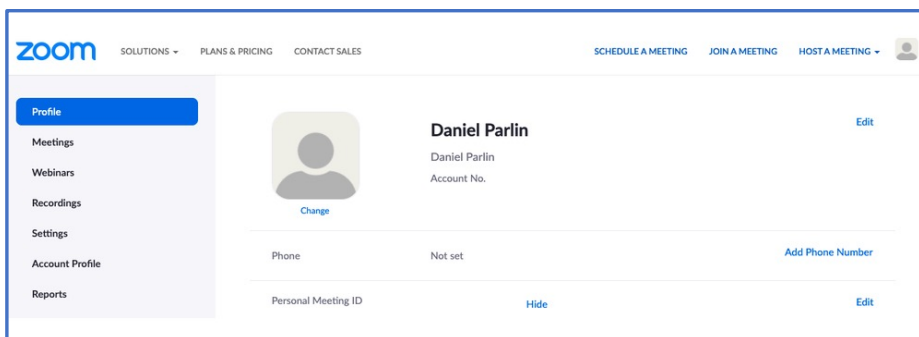 zoom SOLUTIONS PLANS & PRICING CONTACT SALES SCHEDULE A MEETING JOIN A MEETING HOST A MEETING
Profile
Meetings
Webinars
Recordings
Settings
Account Profile
Reports
Change
Daniel Parlin
Edit
Daniel Parlin
Account No.
Phone Not set Add Phone Number
Personal Meeting ID Hide Edit